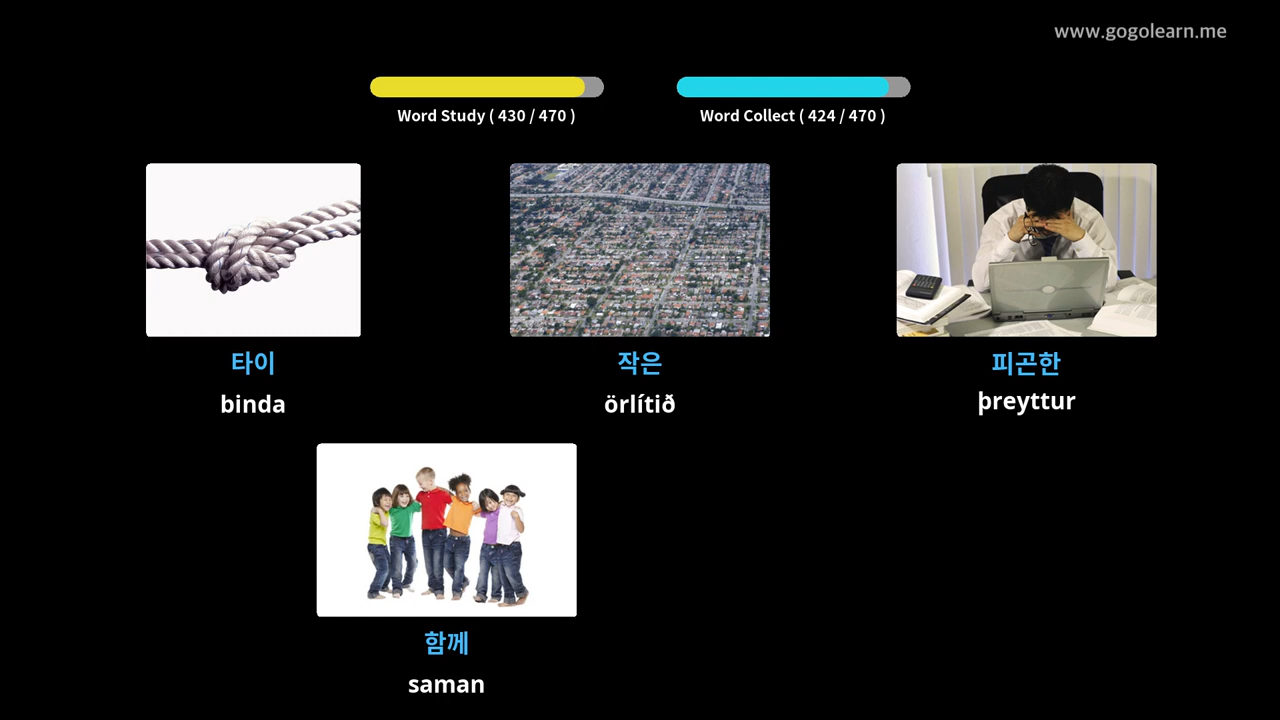 www.gogolearn.me
Word Study ( 430 / 470 )
Word Collect ( 424 / 470 )
타이
binda
작은
örlítið
피곤한
þreyttur
함께
saman